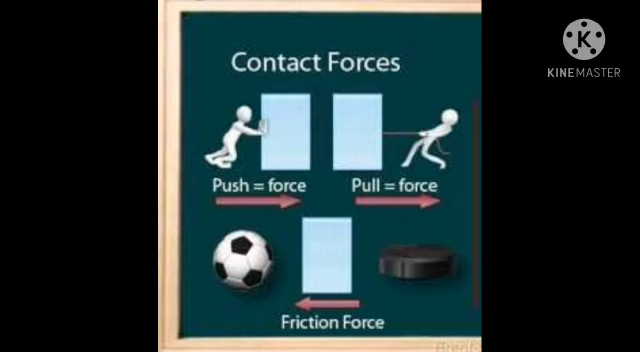 KINEMASTER
Contact Forces
Push = force
Pull = force
Friction Force